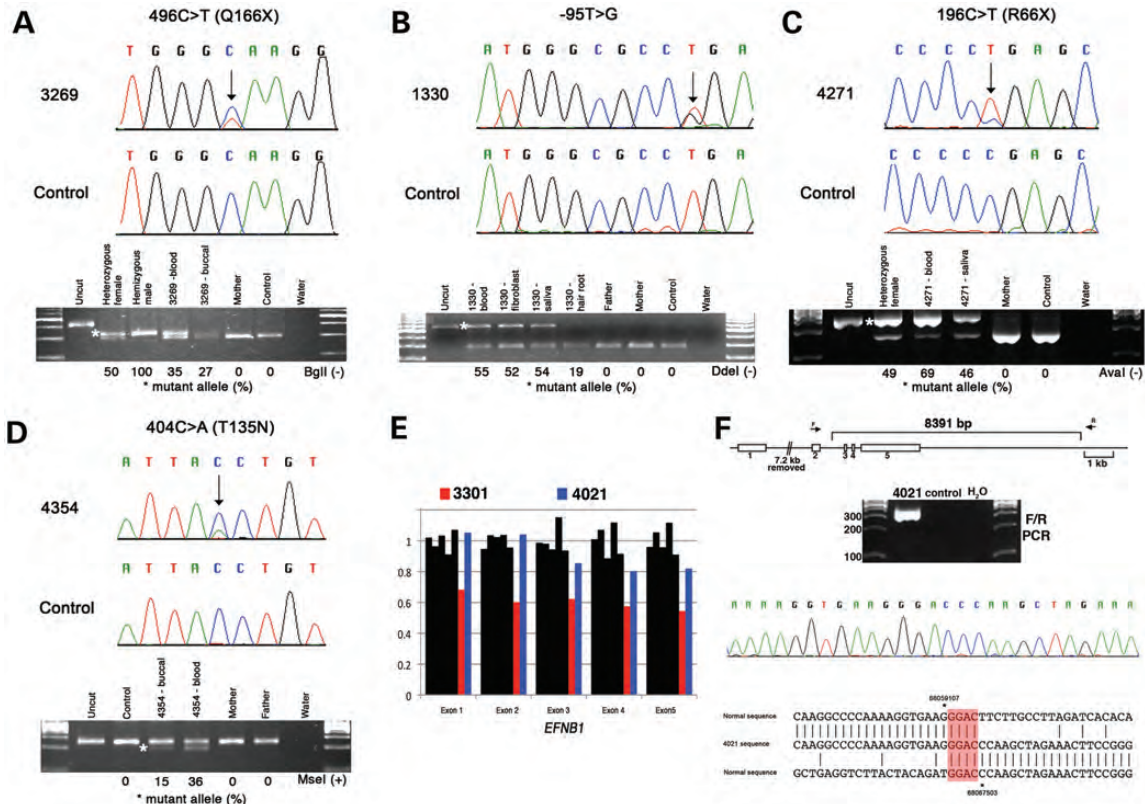 A
496C>T (Q166X)
T G G G C A A G G
3269
T G G G C A A G G
Control
Uncut
Heterozygous female
Hemizygous male
3269-blood
3269 - buccal
Mother
Control
Water
*
50 100 35 27 0 0 BglI (-)
* mutant allele (%)
B
-95T>G
A T G G G C G C C T G A
1330
A T G G G C G C C T G A
Control
Uncut
1330 - blood
1330 - fibroblast
1330 - saliva
1330 - hair root
Father
Mother
Control
Water
*
55 52 54 19 0 0 0 DdeI (-)
* mutant allele (%)
C
196C>T (R66X)
C C C C T G A G C
4271
C C C C C G A G C
Control
Uncut
Heterozygous female
4271 - blood
4271 - saliva
Mother
Control
Water
*
49 69 46 0 0 AvaI (-)
* mutant allele (%)
D
404C>A (T135N)
A T T A C C T G T
4354
A T T A C C T G T
Control
Uncut
Control
4354 - buccal
4354 - blood
Mother
Father
Water
*
0 15 36 0 0 MseI (+)
* mutant allele (%)
E
3301 4021
1
0.8
0.6
0.4
0.2
0
Exon 1 Exon 2 Exon 3 Exon 4 Exon5
EFNB1
F
8391 bp
F R
1 2 3 4 5
7.2 kb removed
1 kb
4021 control H2O
300
200
100
F/R PCR
A A A A G G T G A A G G G A C C C A A G C T A G A A A
68059107
*
Normal sequence CAAGGCCCCAAAAGGTGAAGGGACTTCTTGCCTTAGATCACACA
4021 sequence CAAGGCCCCAAAAGGTGAAGGGACCCAAGCTAGAAACTTCCGGG
Normal sequence GCTGAGGTCTTACTACAGATGGACCCAAGCTAGAAACTTCCGGG
*
68067503